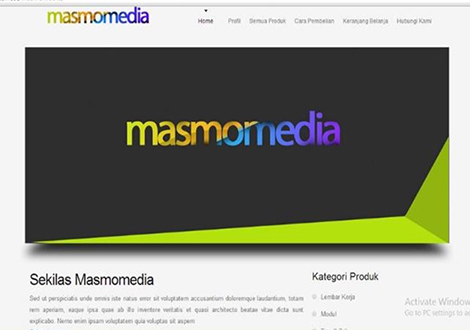 masmomedia
Home Profil Semua Produk Cara Pembelian Keranjang Belanja Hubungi Kami
masmomedia
Sekilas Masmomedia
Sed ut perspiciatis unde omnis iste natus error sit voluptatem accusantium doloremque laudantium, totam
rem aperiam, eaque ipsa quae ab illo inventore veritatis et quasi architecto beatae vitae dicta sunt
explicabo. Nemo enim ipsam voluptatem quia voluptas sit aspern
Kategori Produk
Lembar Kerja
Modul
Activate Window
Go to PC settings to